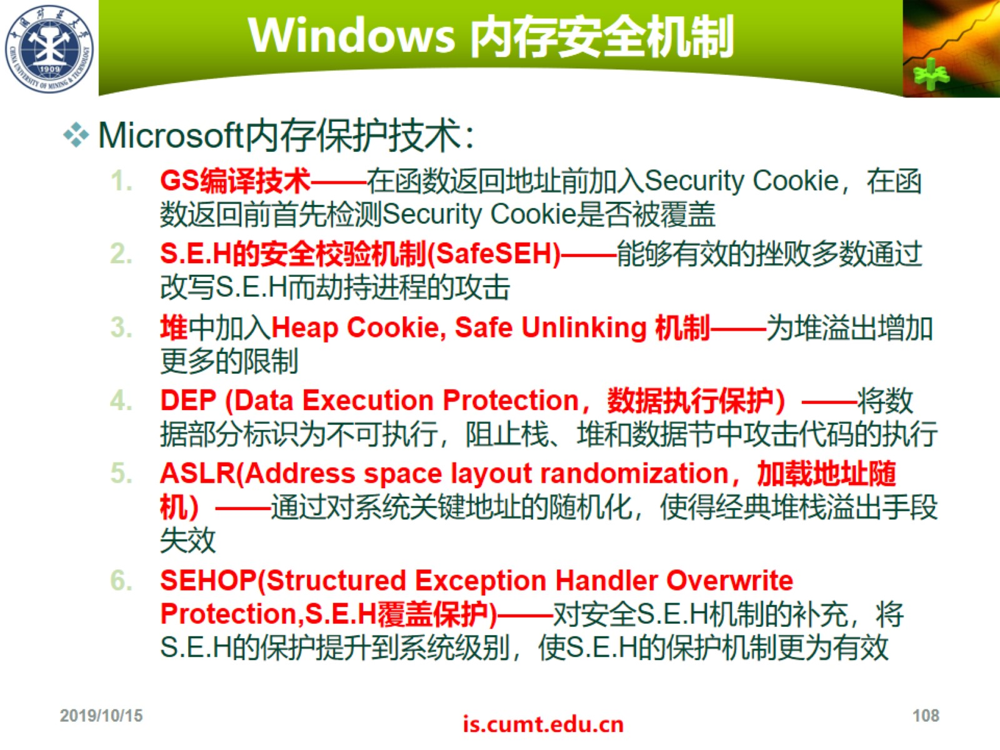 中国矿业大学
CHINA UNIVERSITY OF MINING & TECHNOLOGY
1909
Windows 内存安全机制
Microsoft内存保护技术：
1. GS编译技术——在函数返回地址前加入Security Cookie，在函
数返回前首先检测Security Cookie是否被覆盖
2. S.E.H的安全校验机制(SafeSEH)——能够有效的挫败多数通过
改写S.E.H而劫持进程的攻击
3. 堆中加入Heap Cookie, Safe Unlinking 机制——为堆溢出增加
更多的限制
4. DEP (Data Execution Protection，数据执行保护）——将数
据部分标识为不可执行，阻止栈、堆和数据节中攻击代码的执行
5. ASLR(Address space layout randomization，加载地址随
机）——通过对系统关键地址的随机化，使得经典堆栈溢出手段
失效
6. SEHOP(Structured Exception Handler Overwrite
Protection,S.E.H覆盖保护)——对安全S.E.H机制的补充，将
S.E.H的保护提升到系统级别，使S.E.H的保护机制更为有效
2019/10/15
is.cumt.edu.cn
108